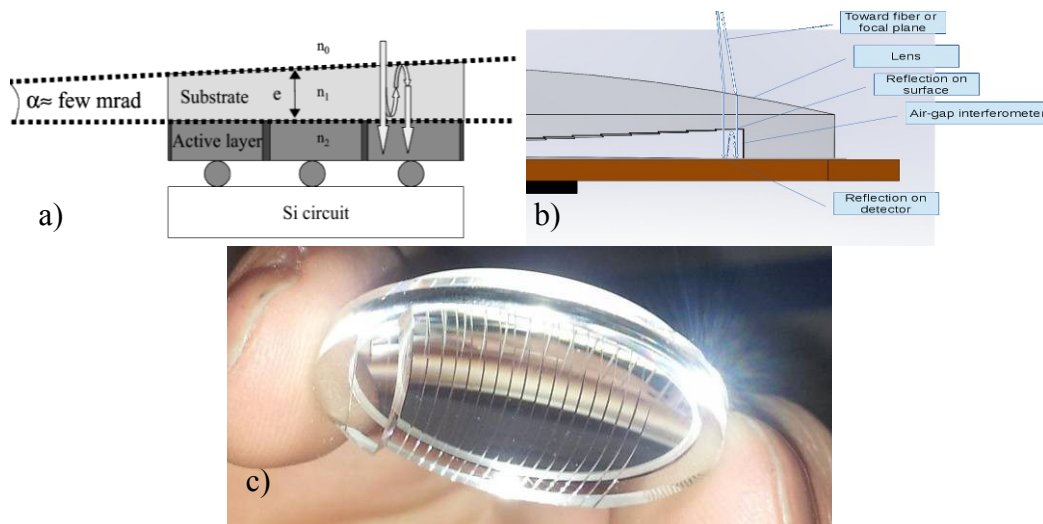 n₀
α≈ few mrad
Substrate
e
n₁
Active layer
n₂
Si circuit
a)
Toward fiber or
focal plane
Lens
Reflection on
surface
Air-gap interferometer
Reflection on
detector
b)
c)